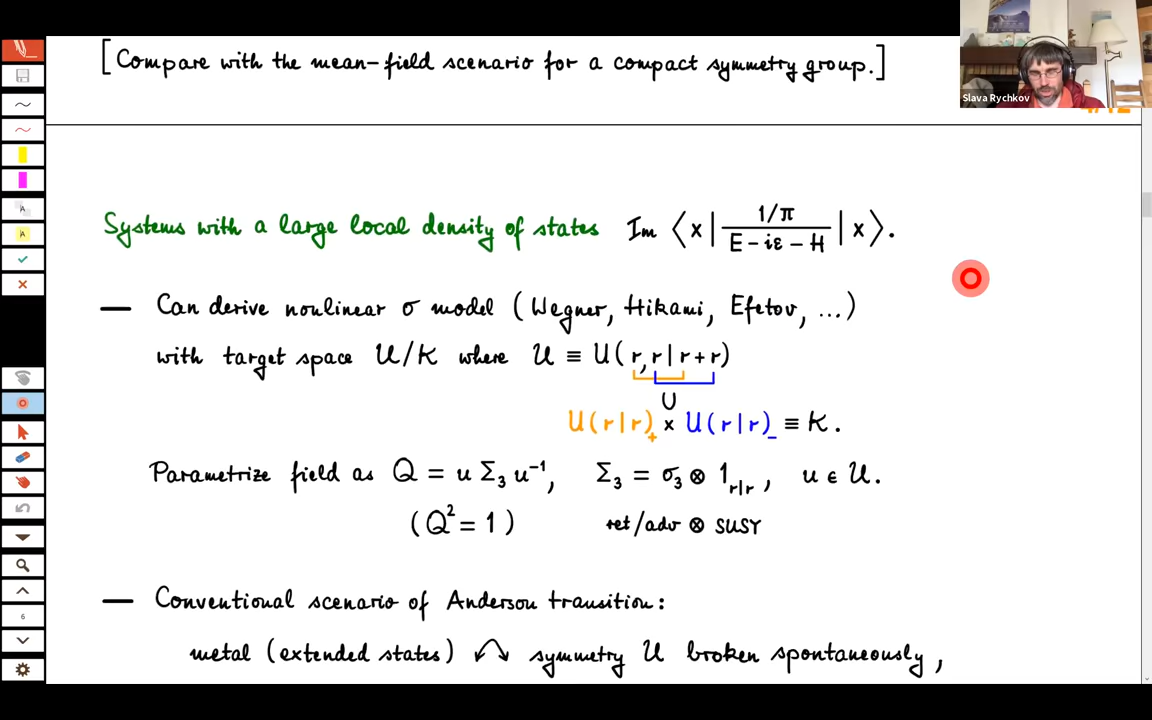 [Compare with the mean-field scenario for a compact symmetry group.]
Slava Rychkov
Systems with a large local density of states Im ⟨x| (1/π)/(E - iε - H) |x⟩.
— Can derive nonlinear σ model (Wegner, Hikami, Efetov, ...)
with target space U/K where U ≡ U(r,r|r+r)
∪
U(r|r)₊ × U(r|r)₋ ≡ K.
Parametrize field as Q = u Σ₃ u⁻¹, Σ₃ = σ₃ ⊗ 1_{r|r}, u ∈ U.
(Q² = 1) ret/adv ⊗ SUSY
— Conventional scenario of Anderson transition:
metal (extended states) symmetry U broken spontaneously,
6